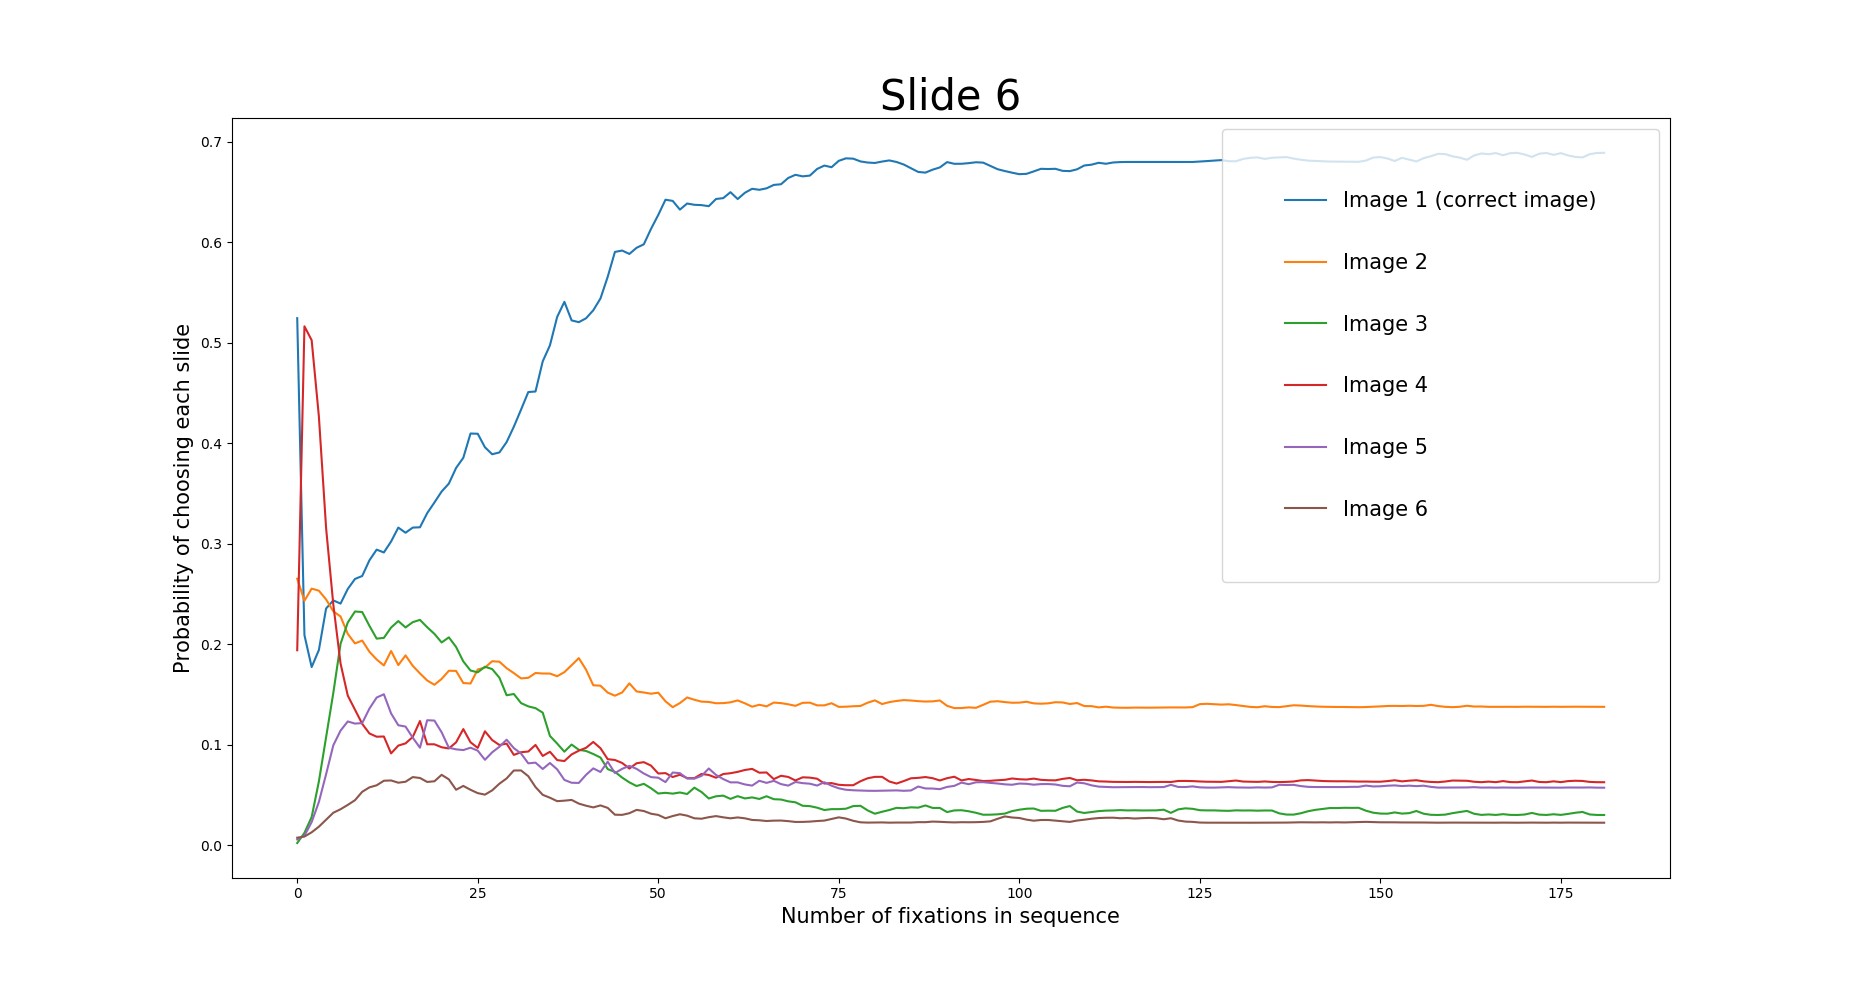 Slide 6
0.7
0.6
0.5
0.4
0.3
0.2
0.1
0.0
Probability of choosing each slide
Image 1 (correct image)
Image 2
Image 3
Image 4
Image 5
Image 6
0 25 50 75 100 125 150 175
Number of fixations in sequence